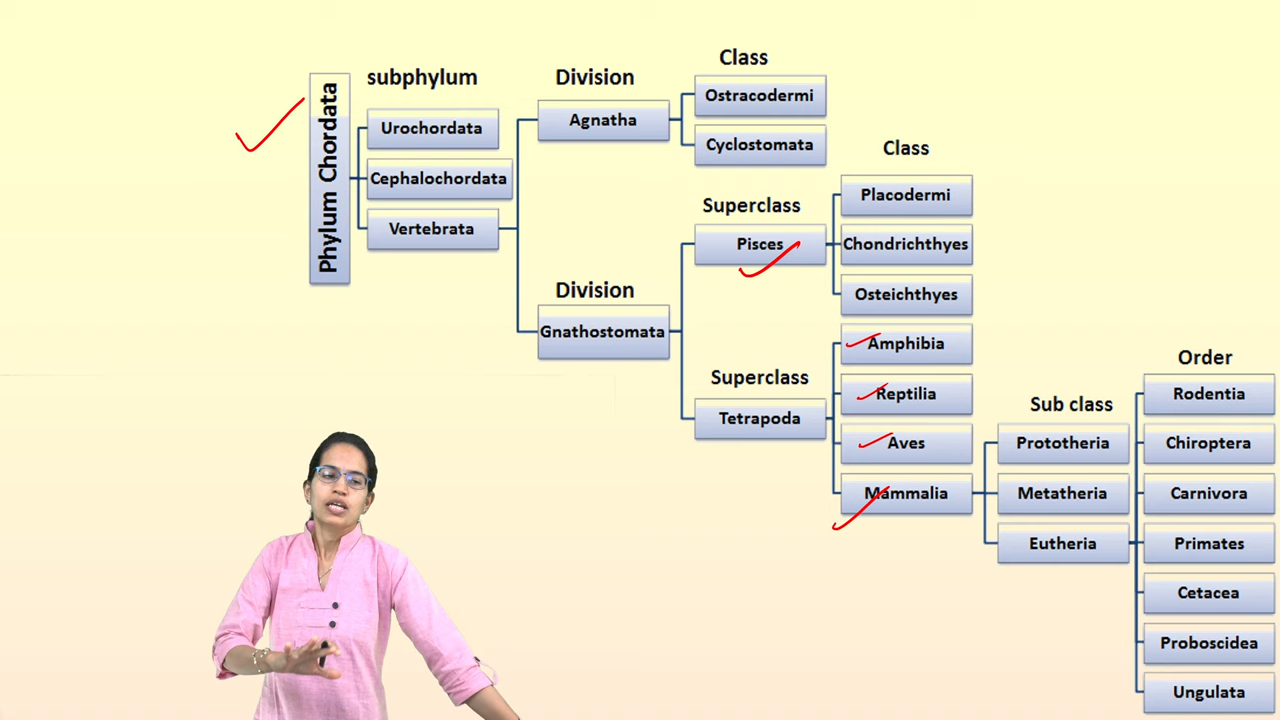 Phylum Chordata
subphylum
Urochordata
Cephalochordata
Vertebrata
Division
Agnatha
Class
Ostracodermi
Cyclostomata
Division
Gnathostomata
Superclass
Pisces
Class
Placodermi
Chondrichthyes
Osteichthyes
Superclass
Tetrapoda
Amphibia
Reptilia
Aves
Mammalia
Sub class
Prototheria
Metatheria
Eutheria
Order
Rodentia
Chiroptera
Carnivora
Primates
Cetacea
Proboscidea
Ungulata